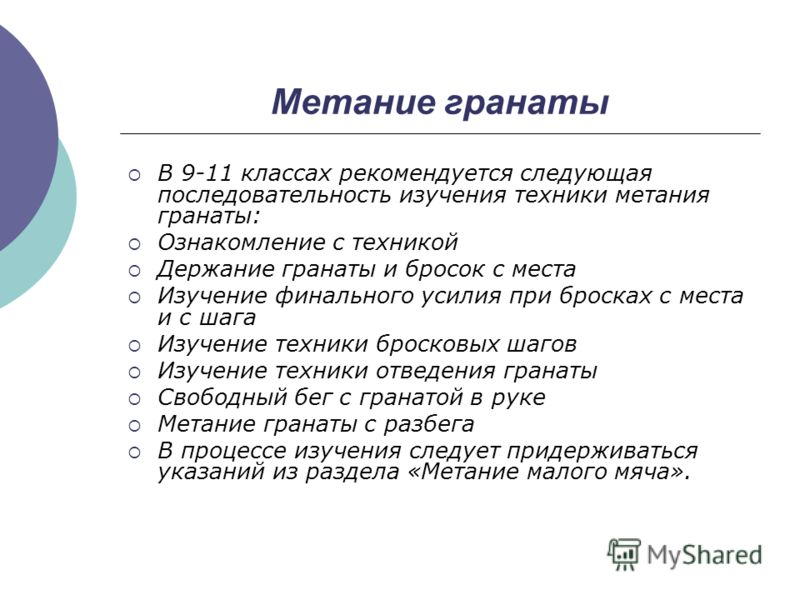 Метание гранаты
В 9-11 классах рекомендуется следующая
последовательность изучения техники метания
гранаты:
Ознакомление с техникой
Держание гранаты и бросок с места
Изучение финального усилия при бросках с места
и с шага
Изучение техники бросковых шагов
Изучение техники отведения гранаты
Свободный бег с гранатой в руке
Метание гранаты с разбега
В процессе изучения следует придерживаться
указаний из раздела «Метание малого мяча».
MyShared